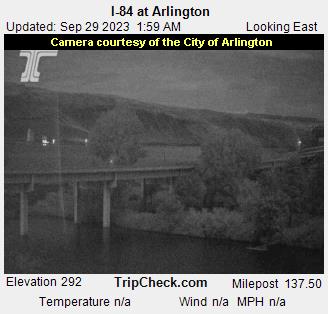 I-84 at Arlington
Updated: Sep 29 2023 1:59 AM Looking East
Camera courtesy of the City of Arlington
Elevation 292 TripCheck.com Milepost 137.50
Temperature n/a Wind n/a MPH n/a